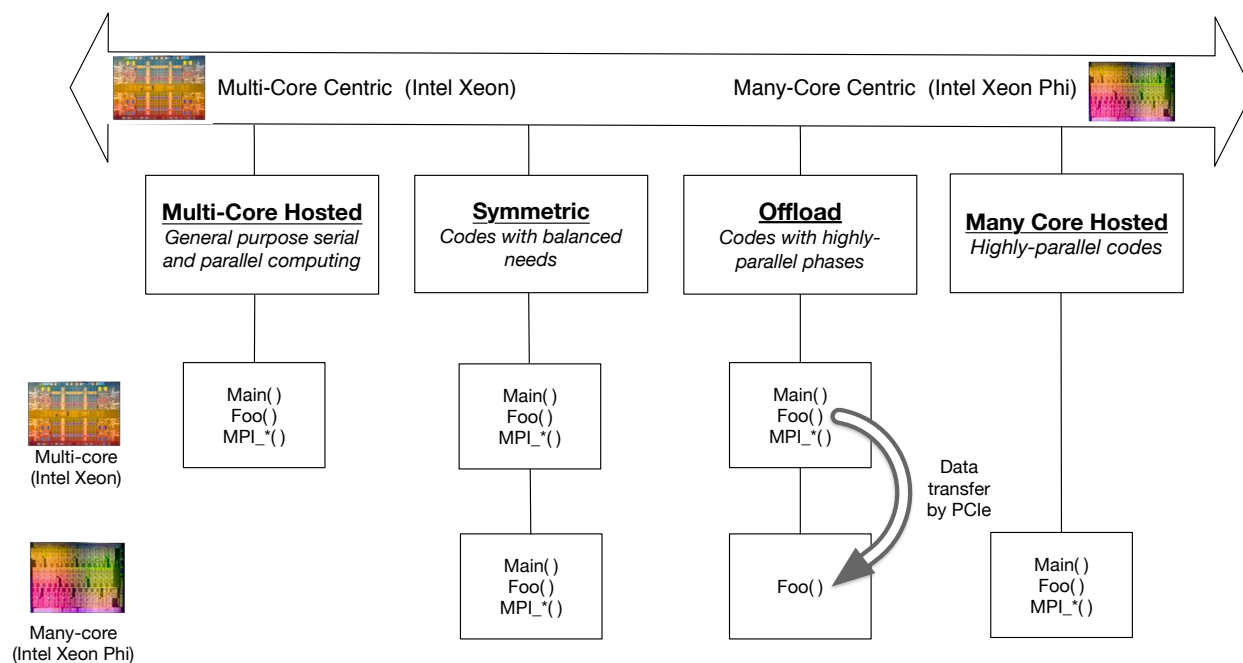 Multi-Core Centric (Intel Xeon)
Many-Core Centric (Intel Xeon Phi)
Multi-Core Hosted
General purpose serial
and parallel computing
Symmetric
Codes with balanced
needs
Offload
Codes with highly-
parallel phases
Many Core Hosted
Highly-parallel codes
Multi-core
(Intel Xeon)
Main( )
Foo( )
MPI_*( )
Main( )
Foo( )
MPI_*( )
Main( )
Foo( )
MPI_*( )
Data
transfer
by PCIe
Many-core
(Intel Xeon Phi)
Main( )
Foo( )
MPI_*( )
Foo( )
Main( )
Foo( )
MPI_*( )